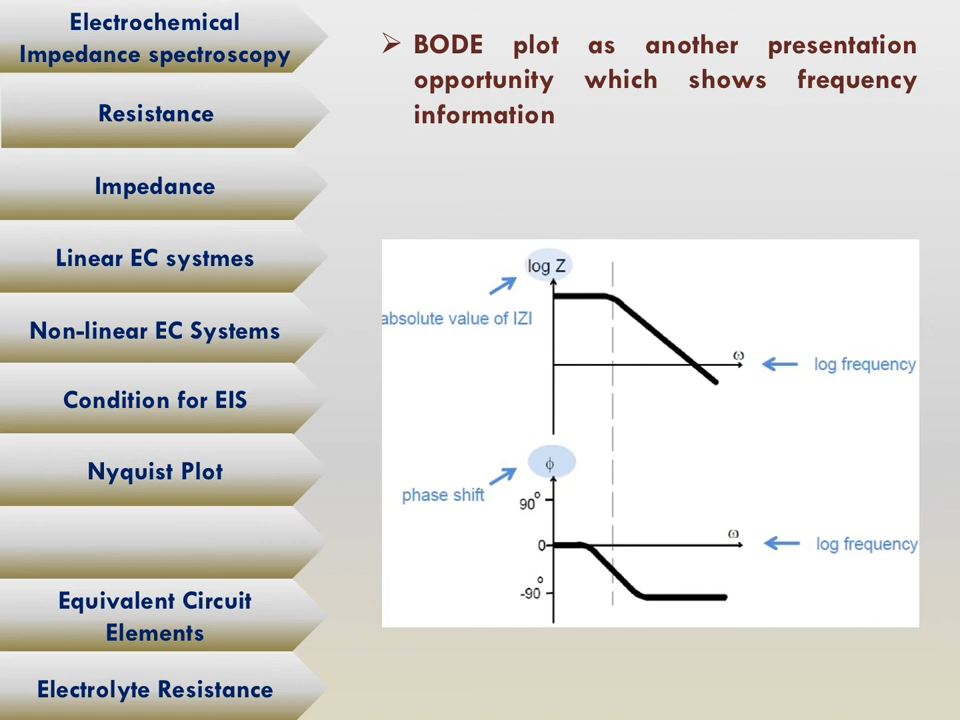 Electrochemical
Impedance spectroscopy
Resistance
Impedance
Linear EC systmes
Non-linear EC Systems
Condition for EIS
Nyquist Plot
Equivalent Circuit
Elements
Electrolyte Resistance
➢ BODE plot as another presentation
opportunity which shows frequency
information
log Z
absolute value of IZI
ω
log frequency
ϕ
phase shift
90°
ω
0
log frequency
-90°